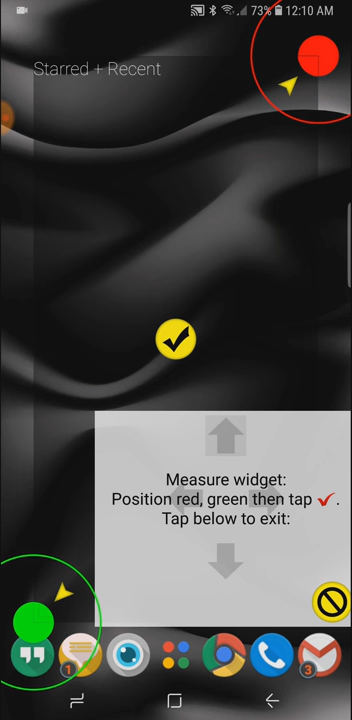 73% 12:10 AM
Starred + Recent
Measure widget:
Position red, green then tap ✓.
Tap below to exit:
1
3